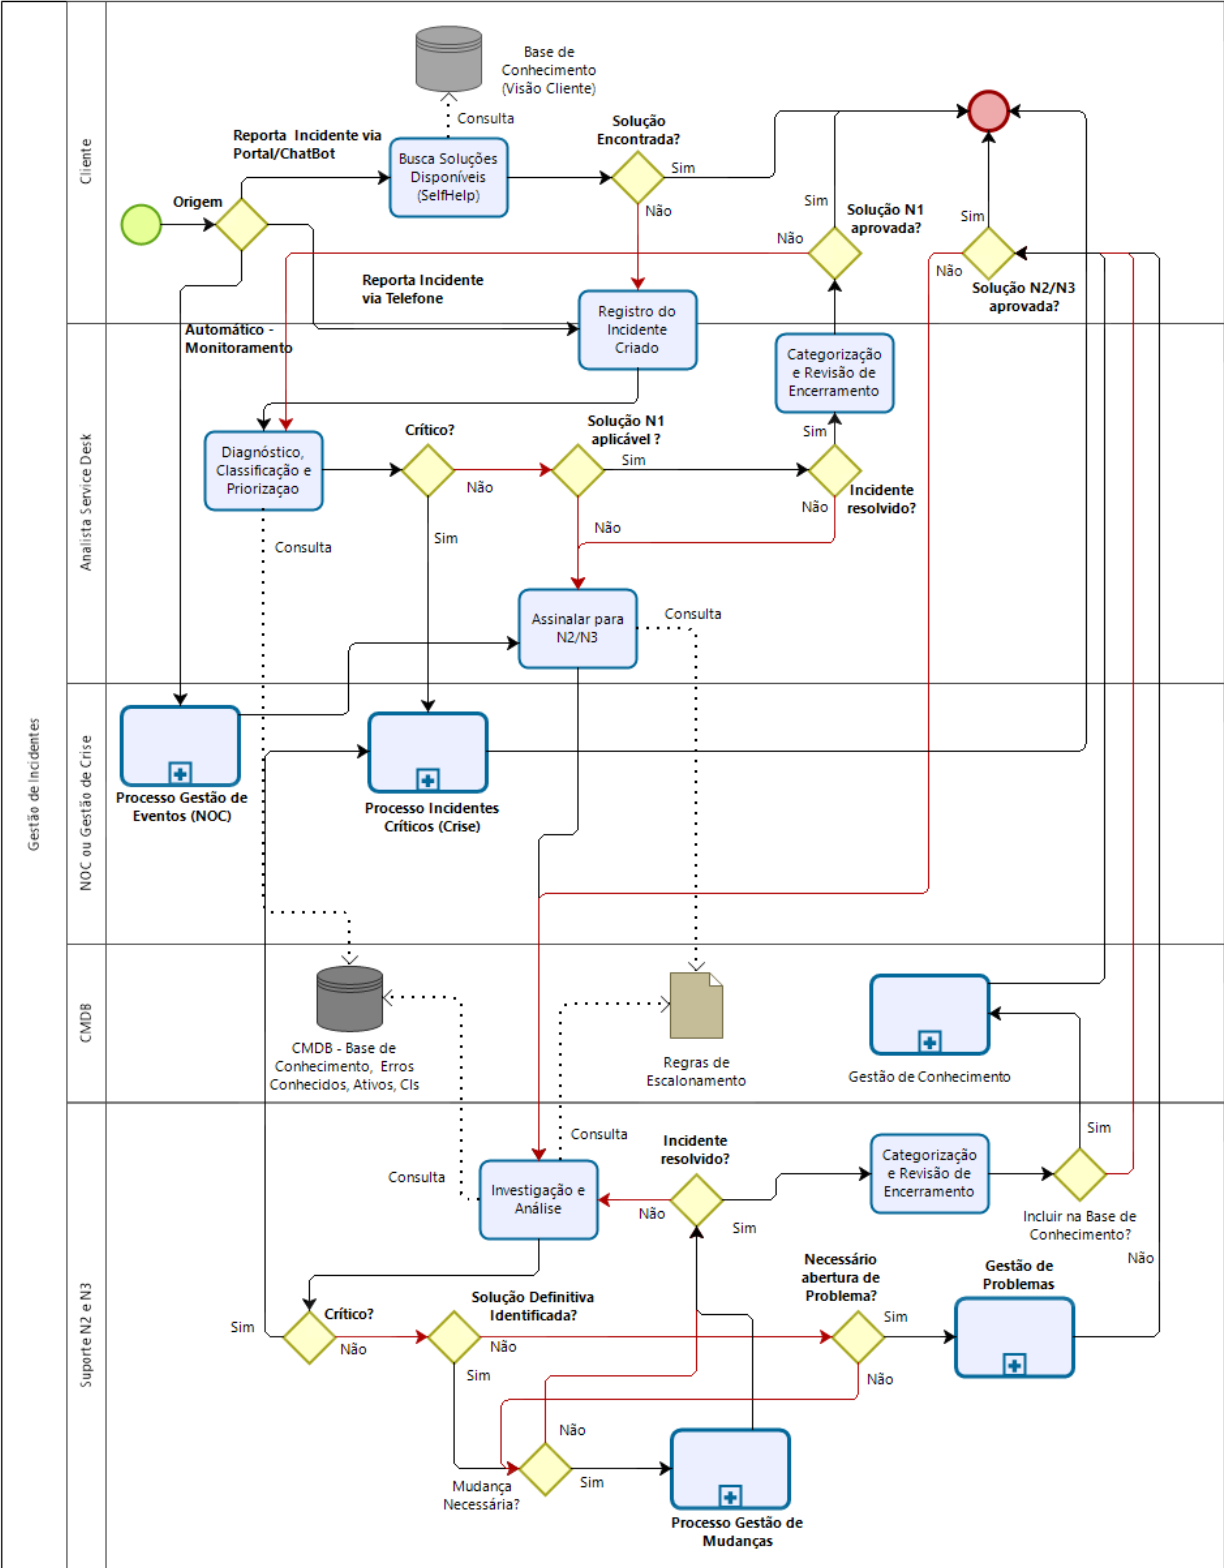 Gestão de Incidentes
Cliente
Base de
Conhecimento
(Visão Cliente)
Consulta
Reporta  Incidente via
Portal/ChatBot
Busca Soluções
Disponíveis
(SelfHelp)
Solução
Encontrada?
Sim
Não
Origem
Sim
Solução N1
aprovada?
Não
Sim
Não
Solução N2/N3
aprovada?
Reporta Incidente
via Telefone
Registro do
Incidente
Criado
Automático -
Monitoramento
Analista Service Desk
Categorização
e Revisão de
Encerramento
Diagnóstico,
Classificação e
Priorizaçao
Crítico?
Não
Sim
Solução N1
aplicável ?
Sim
Não
Sim
Incidente
resolvido?
Não
Consulta
Assinalar para
N2/N3
Consulta
NOC ou Gestão de Crise
Processo Gestão de
Eventos (NOC)
Processo Incidentes
Críticos (Crise)
CMDB
CMDB - Base de
Conhecimento,  Erros
Conhecidos, Ativos, CIs
Regras de
Escalonamento
Gestão de Conhecimento
Suporte N2 e N3
Consulta
Consulta
Investigação e
Análise
Incidente
resolvido?
Não
Sim
Categorização
e Revisão de
Encerramento
Sim
Incluir na Base de
Conhecimento?
Não
Sim
Crítico?
Não
Solução Definitiva
Identificada?
Não
Sim
Necessário
abertura de
Problema?
Sim
Não
Gestão de
Problemas
Não
Mudança
Necessária?
Sim
Processo Gestão de
Mudanças